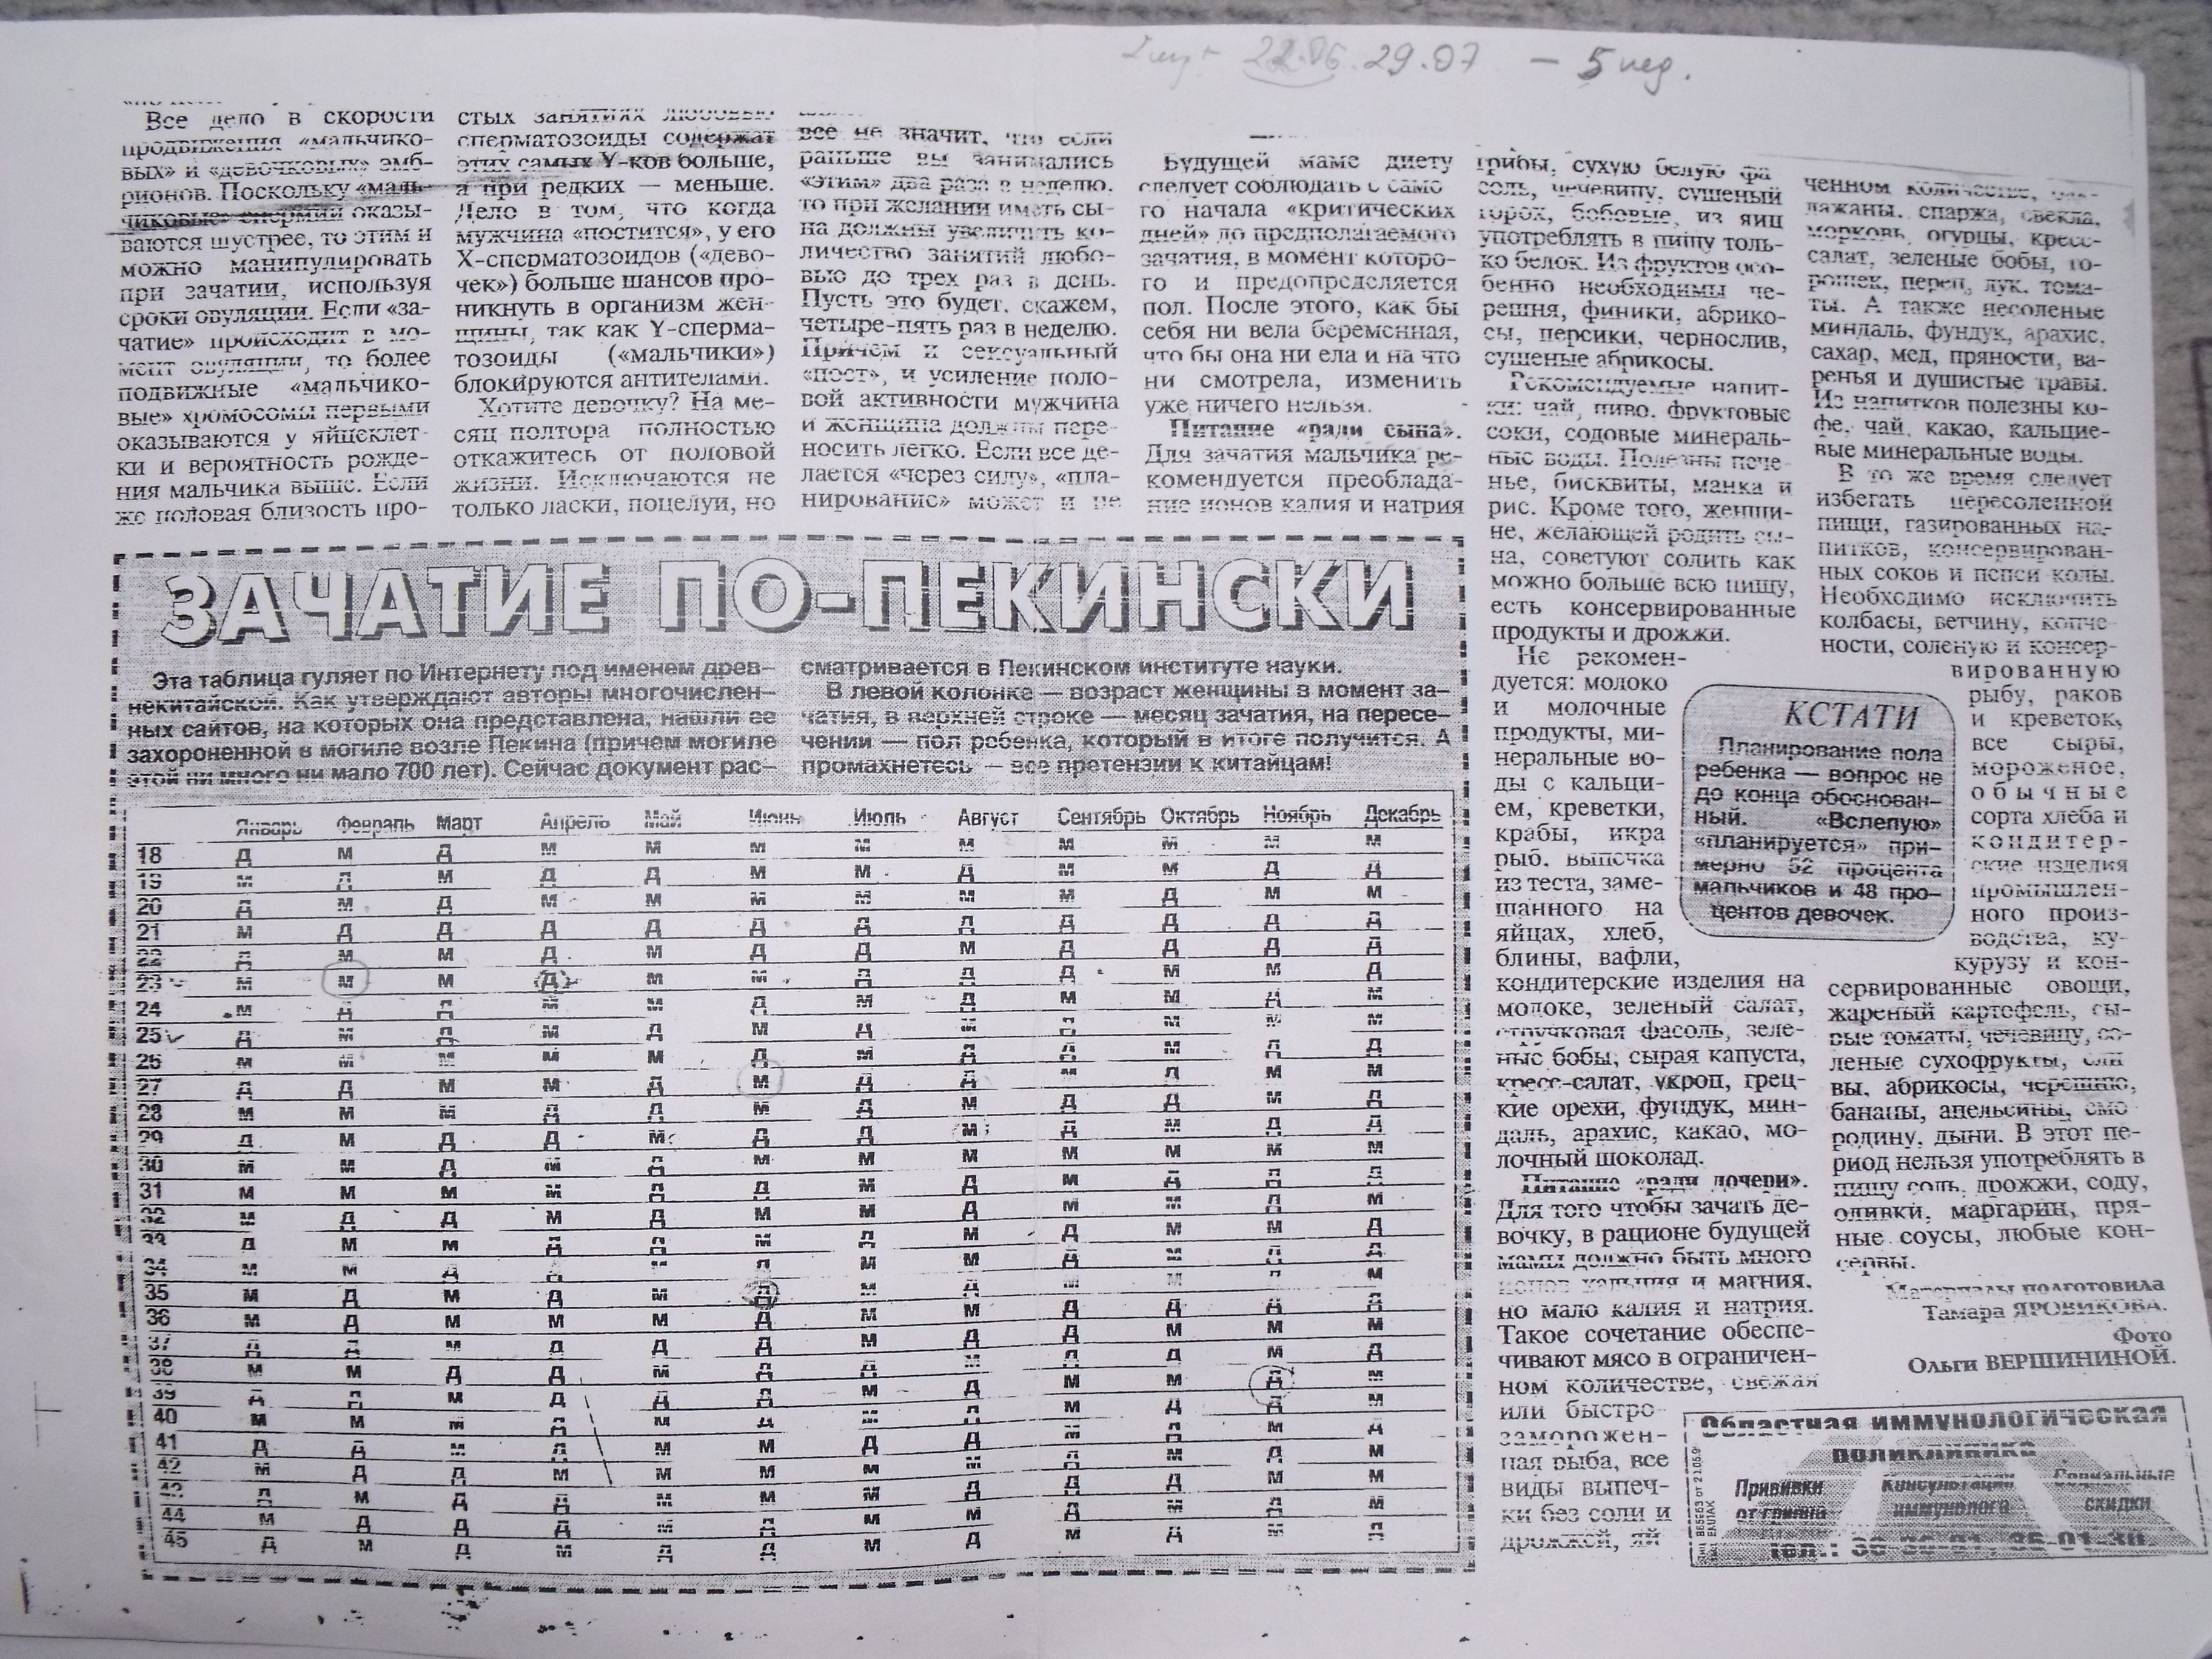 29.07 — 5 нед.
Все дело в скорости
продвижения «мальчико-
вых» и «девочковых» эмб-
рионов. Поскольку «маль-
чиковые» спермии оказы-
ваются шустрее, то этим и
можно манипулировать
при зачатии, используя
сроки овуляции. Если «за-
чатие» происходит в мо-
мент овуляции, то более
подвижные «мальчико-
вые» хромосомы первыми
оказываются у яйцеклет-
ки и вероятность рожде-
ния мальчика выше. Если
же половая близость про-
стых занятиях любовью
сперматозоиды содержат
этих самых Y-ков больше,
а при редких — меньше.
Дело в том, что когда
мужчина «постится», у его
X-сперматозоидов («дево-
чек») больше шансов про-
никнуть в организм жен-
щины, так как Y-сперма-
тозоиды («мальчики»)
блокируются антителами.
Хотите девочку? На ме-
сяц полтора полностью
откажитесь от половой
жизни. Исключаются не
только ласки, поцелуи, но
все не значит, что если
раньше вы занимались
«этим» два раза в неделю,
то при желании иметь сы-
на должны увеличить ко-
личество занятий любо-
вью до трех раз в день.
Пусть это будет, скажем,
четыре-пять раз в неделю.
Причем и сексуальный
«пост», и усиление поло-
вой активности мужчина
и женщина должны пере-
носить легко. Если все де-
лается «через силу», «пла-
нирование» может и не
Будущей маме диету
следует соблюдать с само
го начала «критических
дней» до предполагаемого
зачатия, в момент которо-
го и предопределяется
пол. После этого, как бы
себя ни вела беременная,
что бы она ни ела и на что
ни смотрела, изменить
уже ничего нельзя.
Питание «ради сына».
Для зачатия мальчика ре-
комендуется преоблада-
ние ионов калия и натрия
грибы, сухую белую фа
соль, чечевицу, сушеный
горох, бобовые, из яиц
употреблять в пищу толь-
ко белок. Из фруктов осо-
бенно необходимы че-
решня, финики, абрико-
сы, персики, чернослив,
сушеные абрикосы.
Рекомендуемые напит-
ки: чай, пиво, фруктовые
соки, содовые минераль-
ные воды. Полезны пече-
нье, бисквиты, манка и
рис. Кроме того, женщи-
не, желающей родить сы-
на, советуют солить как
можно больше всю пищу,
есть консервированные
продукты и дрожжи.
Не рекомен-
дуется: молоко
и молочные
продукты, ми-
неральные во-
ды с кальци-
ем, креветки,
крабы, икра
рыб, выпечка
из теста, заме-
шанного на
яйцах, хлеб,
блины, вафли,
кондитерские изделия на
молоке, зеленый салат,
стручковая фасоль, зеле-
ные бобы, сырая капуста,
кресс-салат, укроп, грец-
кие орехи, фундук, мин-
даль, арахис, какао, мо-
лочный шоколад.
Питание «ради дочери».
Для того чтобы зачать де-
вочку, в рационе будущей
мамы должно быть много
ионов кальция и магния,
но мало калия и натрия.
Такое сочетание обеспе-
чивают мясо в ограничен-
ном количестве, свежая
или быстро
заморожен-
ная рыба, все
виды выпеч-
ки без соли и
дрожжей, яй
ченном количестве, бак-
лажаны, спаржа, свекла,
морковь, огурцы, кресс-
салат, зеленые бобы, го-
рошек, перец, лук, тома-
ты. А также несоленые
миндаль, фундук, арахис,
сахар, мед, пряности, ва-
ренья и душистые травы.
Из напитков полезны ко-
фе, чай, какао, кальцие-
вые минеральные воды.
В то же время следует
избегать пересоленной
пищи, газированных на-
питков, консервирован-
ных соков и пепси колы.
Необходимо исключить
колбасы, ветчину, копче-
ности, соленую и консер-
вированную
рыбу, раков
и креветок,
все сыры,
мороженое,
обычные
сорта хлеба и
кондитер-
ские изделия
промышлен-
ного произ-
водства, ку-
курузу и кон-
сервированные овощи,
жареный картофель, сы-
рые томаты, чечевицу, со-
леные сухофрукты, сли
вы, абрикосы, черешню,
бананы, апельсины, смо
родину, дыни. В этот пе-
риод нельзя употреблять в
пищу соль, дрожжи, соду,
оливки, маргарин, пря-
ные соусы, любые кон-
сервы.
Материалы подготовила
Тамара ЯРОВИКОВА.
Фото
Ольги ВЕРШИНИНОЙ.
ЗАЧАТИЕ ПО-ПЕКИНСКИ
Эта таблица гуляет по Интернету под именем древ-
некитайской. Как утверждают авторы многочислен-
ных сайтов, на которых она представлена, нашли ее
захороненной в могиле возле Пекина (причем могиле
этой ни много ни мало 700 лет). Сейчас документ рас-
сматривается в Пекинском институте науки.
В левой колонке — возраст женщины в момент за-
чатия, в верхней строке — месяц зачатия, на пересе-
чении — пол ребенка, который в итоге получится. А
промахнетесь — все претензии к китайцам!
Январь Февраль Март Апрель Май Июнь Июль Август Сентябрь Октябрь Ноябрь Декабрь
18 Д М Д М М М М М М М М М
19 М Д М Д Д М М Д М М Д Д
20 Д М Д М М М М М М Д М М
21 М Д Д Д Д Д Д Д Д Д Д Д
22 Д М М Д М Д Д М Д Д Д Д
23 М М М Д М М Д Д Д М М Д
24 М Д Д М М Д М Д М М Д М
25 Д М Д М Д М Д М Д М М М
26 М М М М М Д М Д Д М Д Д
27 Д Д М М Д М Д Д М Д М М
28 М М М Д Д М Д М Д Д М Д
29 Д М Д Д М Д Д М Д М Д Д
30 М М Д М Д М М М М М М М
31 М М М М Д Д М Д М Д Д Д
32 М Д Д М Д М М Д М М Д М
33 Д М М Д Д М Д М Д М М Д
34 М М Д Д М Д М М Д М Д Д
35 М Д М Д М Д М Д М М Д М
36 М Д М М М Д М М Д Д Д Д
37 Д Д М Д Д Д М Д Д М М М
38 М М Д Д М Д Д М Д Д М Д
39 Д Д М Д Д Д М Д М М Д М
40 М М М Д М Д М Д М Д Д М
41 Д Д М Д М М Д Д М Д М Д
42 М Д Д М М М М М Д М Д М
43 Д М Д Д М М М Д Д Д М М
44 М Д Д Д М Д М М Д М Д М
45 Д М Д М Д Д М Д М Д М Д
КСТАТИ
Планирование пола
ребенка — вопрос не
до конца обоснован-
ный. «Вслепую»
«планируется» при-
мерно 52 процента
мальчиков и 48 про-
центов девочек.
Областная иммунологическая
поликлиника
Прививки
от гриппа
Консультации
иммунолога
Социальные
скидки